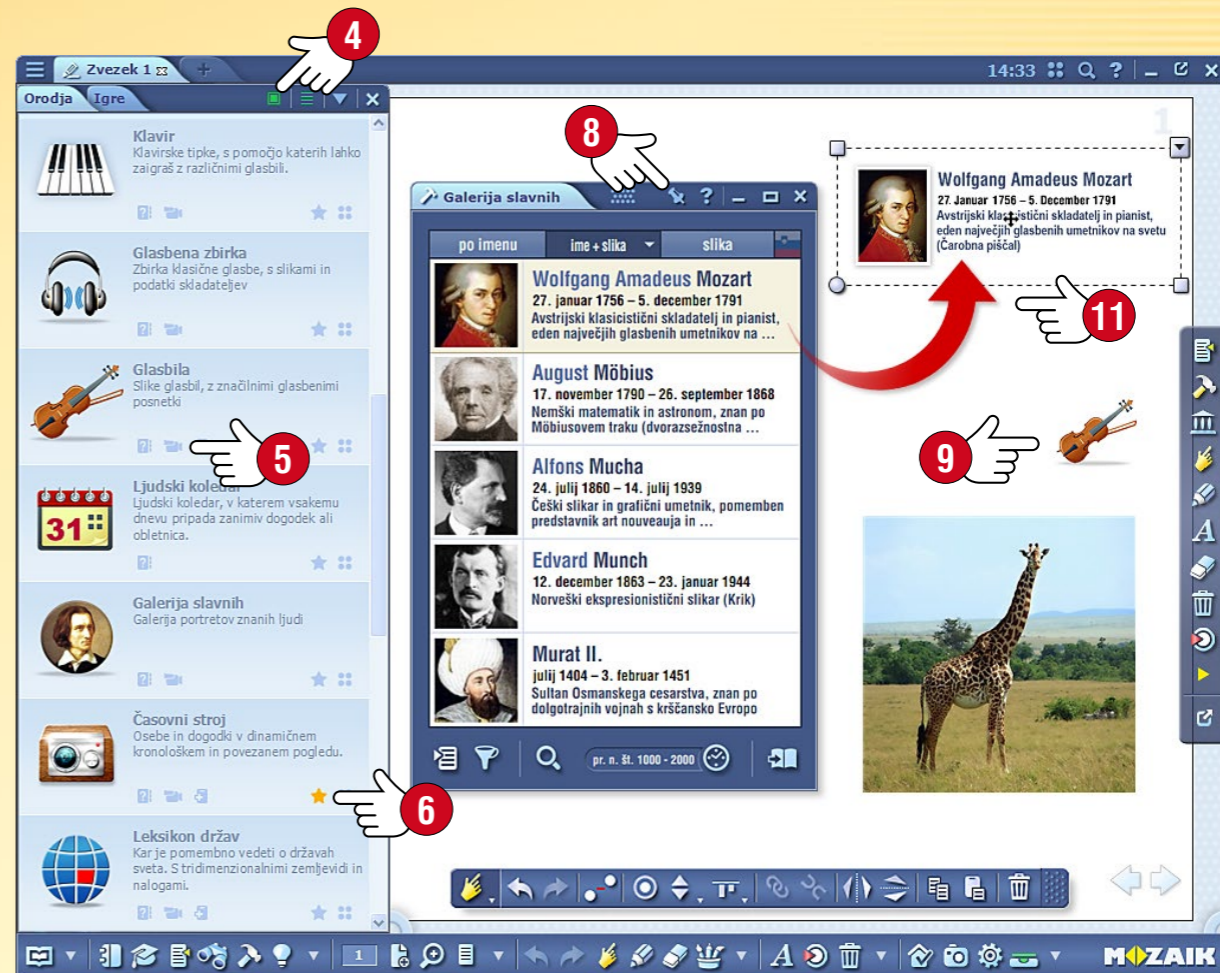 4
Zvezek 1
14:33
?
Orodja Igre
Klavir
Klavirske tipke, s pomočjo katerih lahko
zaigraš z različnimi glasbili.
Glasbena zbirka
Zbirka klasične glasbe, s slikami in
podatki skladateljev
Glasbila
Slike glasbil, z značilnimi glasbenimi
posnetki
5
Ljudski koledar
Ljudski koledar, v katerem vsakemu
dnevu pripada zanimiv dogodek ali
obletnica.
31
Galerija slavnih
Galerija portretov znanih ljudi
Časovni stroj
Osebe in dogodki v dinamičnem
kronološkem in povezanem pogledu.
6
Leksikon držav
Kar je pomembno vedeti o državah
sveta. S tridimenzionalnimi zemljevidi in
nalogami.
8
Galerija slavnih
?
po imenu ime + slika slika
Wolfgang Amadeus Mozart
27. januar 1756 – 5. december 1791
Avstrijski klasicistični skladatelj in pianist,
eden največjih glasbenih umetnikov na ...
August Möbius
17. november 1790 – 26. september 1868
Nemški matematik in astronom, znan po
Möbiusovem traku (dvorazsežnostna ...
Alfons Mucha
24. julij 1860 – 14. julij 1939
Češki slikar in grafični umetnik, pomemben
predstavnik art nouveauja in ...
Edvard Munch
12. december 1863 – 23. januar 1944
Norveški ekspresionistični slikar (Krik)
Murat II.
julij 1404 – 3. februar 1451
Sultan Osmanskega cesarstva, znan po
dolgotrajnih vojnah s krščansko Evropo
pr. n. št. 1000 - 2000
1
Wolfgang Amadeus Mozart
27. Januar 1756 – 5. December 1791
Avstrijski klasicistični skladatelj in pianist,
eden največjih glasbenih umetnikov na svetu
(Čarobna piščal)
11
9
A
1
A
MOZAIK